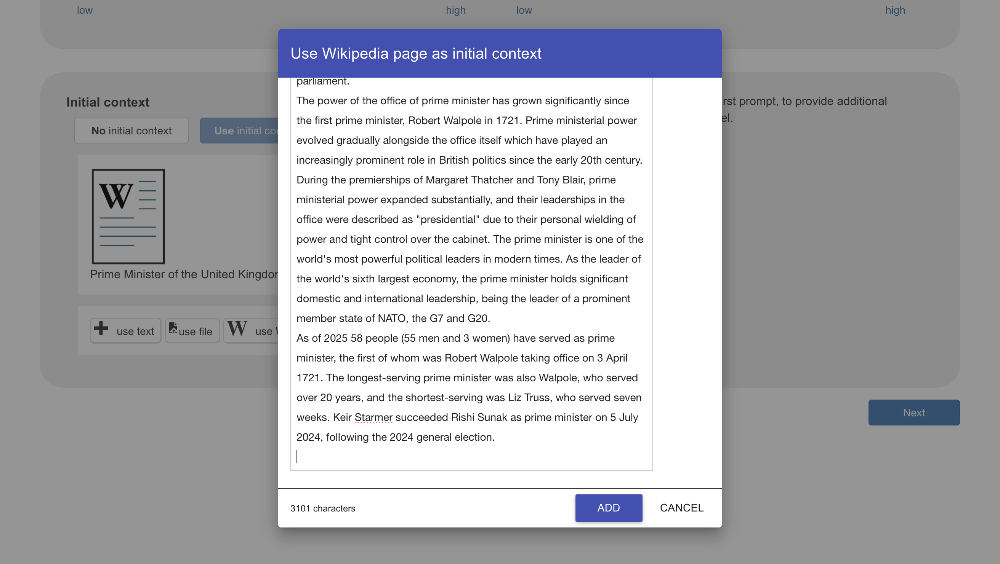 low high low high
Use Wikipedia page as initial context
parliament.
The power of the office of prime minister has grown significantly since
the first prime minister, Robert Walpole in 1721. Prime ministerial power
evolved gradually alongside the office itself which have played an
increasingly prominent role in British politics since the early 20th century.
During the premierships of Margaret Thatcher and Tony Blair, prime
ministerial power expanded substantially, and their leaderships in the
office were described as "presidential" due to their personal wielding of
power and tight control over the cabinet. The prime minister is one of the
world's most powerful political leaders in modern times. As the leader of
the world's sixth largest economy, the prime minister holds significant
domestic and international leadership, being the leader of a prominent
member state of NATO, the G7 and G20.
As of 2025 58 people (55 men and 3 women) have served as prime
minister, the first of whom was Robert Walpole taking office on 3 April
1721. The longest-serving prime minister was also Walpole, who served
over 20 years, and the shortest-serving was Liz Truss, who served seven
weeks. Keir Starmer succeeded Rishi Sunak as prime minister on 5 July
2024, following the 2024 general election.
3101 characters
ADD CANCEL
Initial context
irst prompt, to provide additional
el.
No initial context
Use initial con
W
Prime Minister of the United Kingdom
use text
use file
W use W
Next